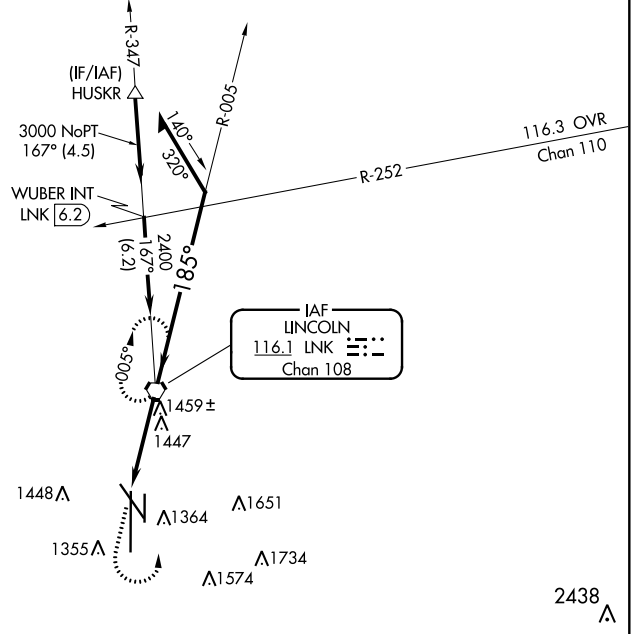 R-347
R-005
(IF/IAF)
HUSKR
3000 NoPT
167° (4.5)
140°
320°
116.3 OVR
Chan 110
R-252
WUBER INT
LNK 6.2
2400
167°
(6.2)
185°
IAF
LINCOLN
116.1 LNK
Chan 108
005°
1459±
1447
1448
1364
1651
1355
1734
1574
2438